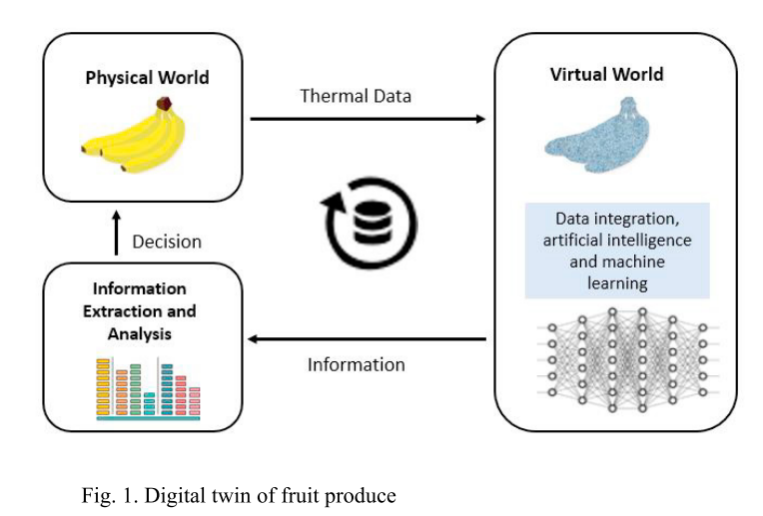 Physical World
Thermal Data
Virtual World
Data integration,
artificial intelligence
and machine
learning
Decision
Information
Extraction and
Analysis
Information
Fig. 1. Digital twin of fruit produce